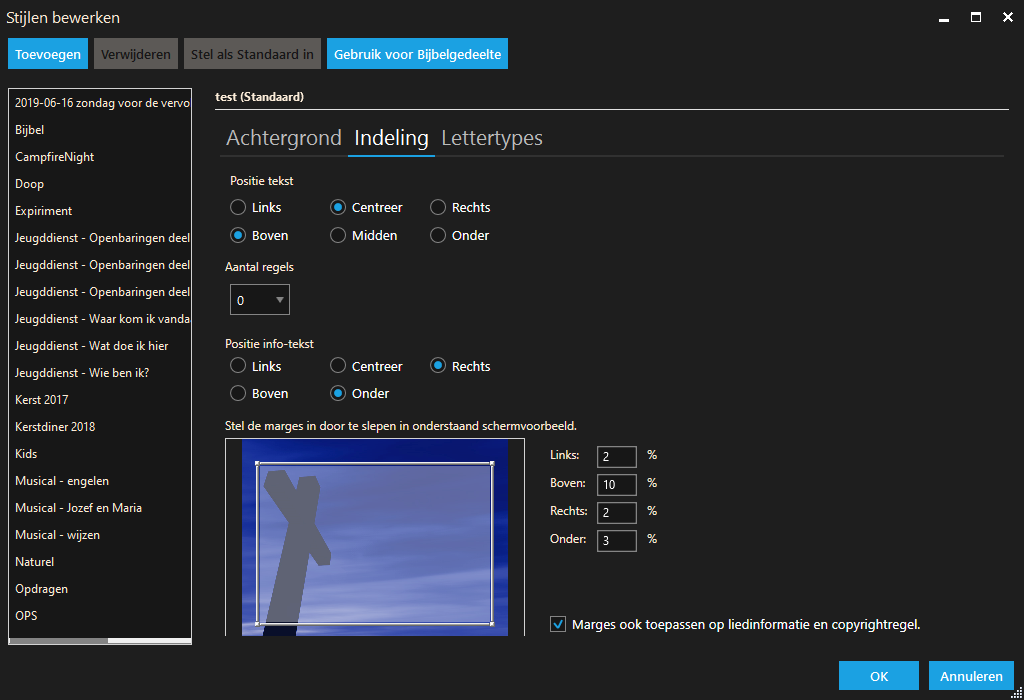 Stijlen bewerken
Toevoegen Verwijderen Stel als Standaard in Gebruik voor Bijbelgedeelte
2019-06-16 zondag voor de vervo
Bijbel
CampfireNight
Doop
Expiriment
Jeugddienst - Openbaringen deel
Jeugddienst - Openbaringen deel
Jeugddienst - Openbaringen deel
Jeugddienst - Waar kom ik vanda
Jeugddienst - Wat doe ik hier
Jeugddienst - Wie ben ik?
Kerst 2017
Kerstdiner 2018
Kids
Musical - engelen
Musical - Jozef en Maria
Musical - wijzen
Naturel
Opdragen
OPS
test (Standaard)
Achtergrond Indeling Lettertypes
Positie tekst
Links Centreer Rechts
Boven Midden Onder
Aantal regels
0
Positie info-tekst
Links Centreer Rechts
Boven Onder
Stel de marges in door te slepen in onderstaand schermvoorbeeld.
Links: 2 %
Boven: 10 %
Rechts: 2 %
Onder: 3 %
Marges ook toepassen op liedinformatie en copyrightregel.
OK Annuleren